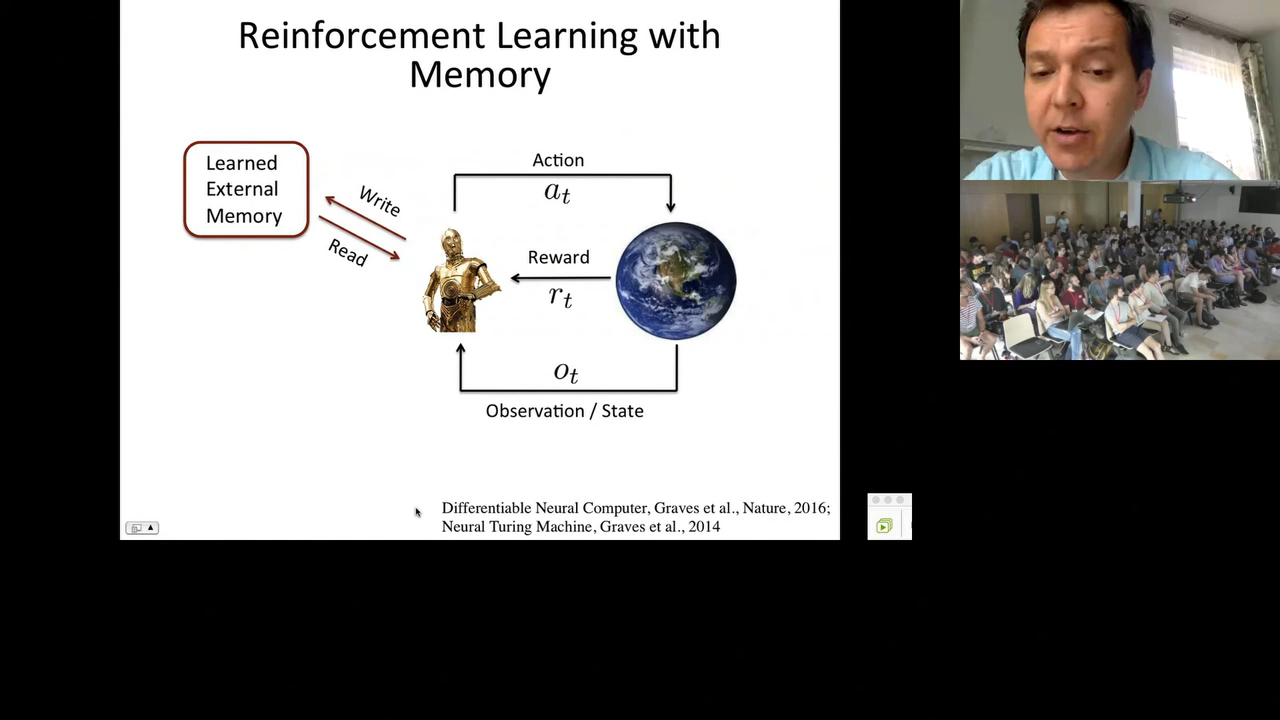 Reinforcement Learning with
Memory
Learned
External
Memory
Write
Read
Action
a_t
Reward
r_t
o_t
Observation / State
Differentiable Neural Computer, Graves et al., Nature, 2016;
Neural Turing Machine, Graves et al., 2014